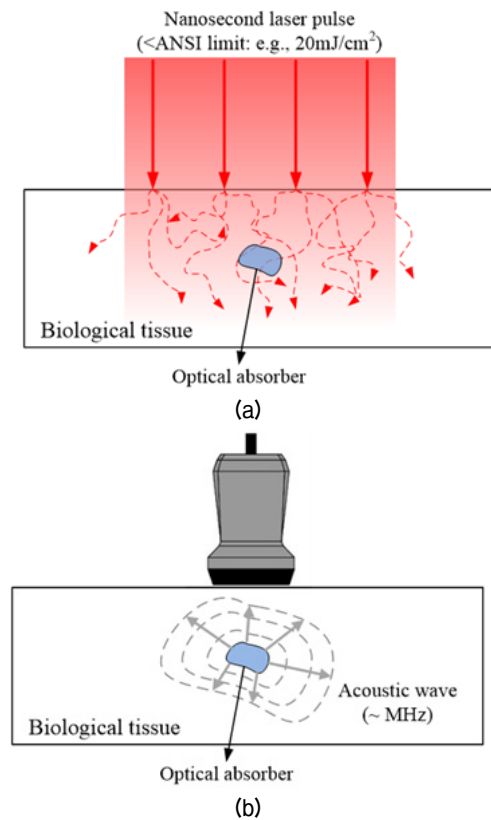 Nanosecond laser pulse
(<ANSI limit: e.g., 20mJ/cm²)
Biological tissue
Optical absorber
(a)
Acoustic wave
(~ MHz)
Biological tissue
Optical absorber
(b)